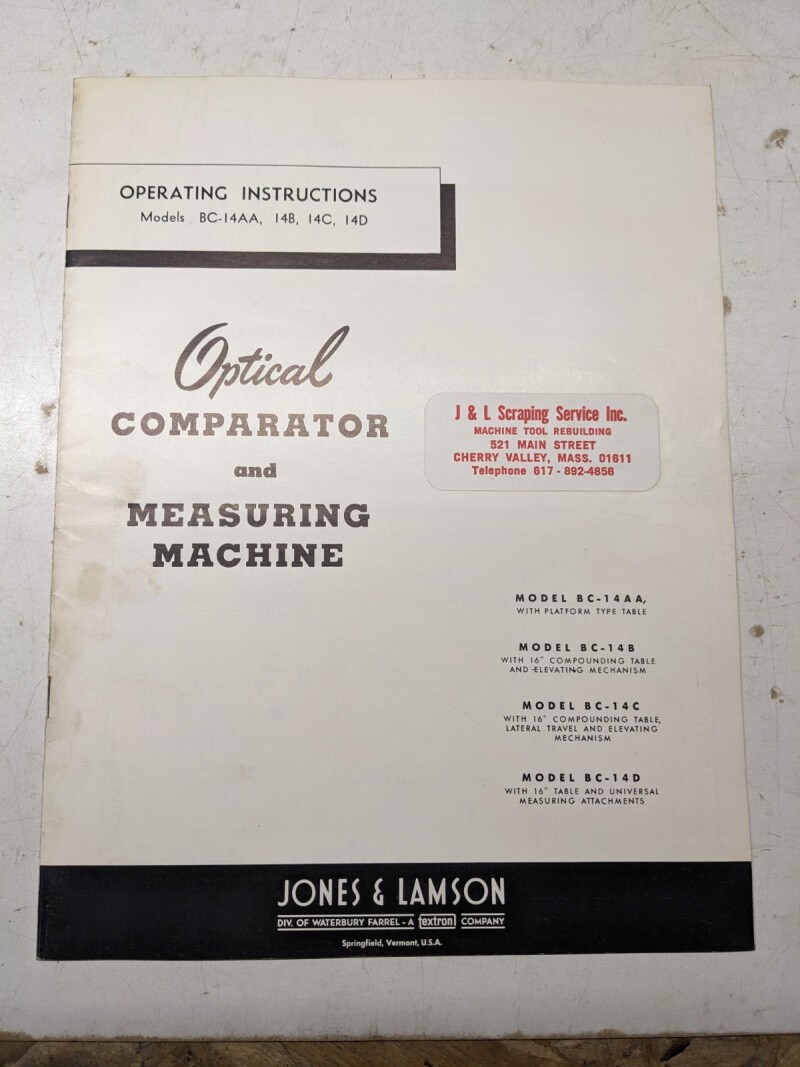 OPERATING INSTRUCTIONS
Models BC-14AA, 14B, 14C, 14D
Optical
COMPARATOR
and
MEASURING
MACHINE
J & L Scraping Service Inc.
MACHINE TOOL REBUILDING
521 MAIN STREET
CHERRY VALLEY, MASS. 01611
Telephone 617-892-4856
MODEL BC-14AA,
WITH PLATFORM TYPE TABLE
MODEL BC-14B
WITH 16" COMPOUNDING TABLE
AND ELEVATING MECHANISM
MODEL BC-14C
WITH 16" COMPOUNDING TABLE,
LATERAL TRAVEL AND ELEVATING
MECHANISM
MODEL BC-14D
WITH 16" TABLE AND UNIVERSAL
MEASURING ATTACHMENTS
JONES & LAMSON
DIV. OF WATERBURY FARREL - A textron COMPANY
Springfield, Vermont, U.S.A.